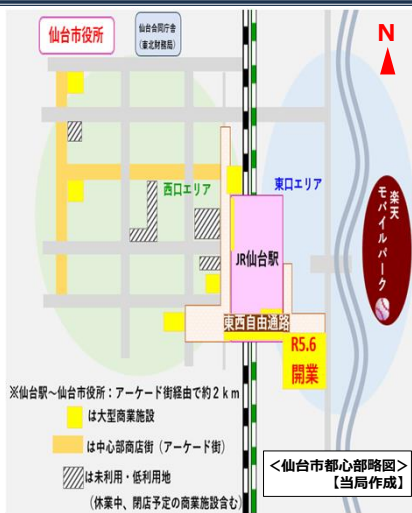 仙台市役所
仙台合同庁舎
(東北財務局)
N
西口エリア
東口エリア
楽天
モバイルパーク
JR仙台駅
東西自由通路
R5.6
開業
※仙台駅~仙台市役所:アーケード街経由で約2km
は大型商業施設
は中心部商店街(アーケード街)
は未利用・低利用地
(休業中、閉店予定の商業施設含む)
<仙台市都心部略図>
【当局作成】